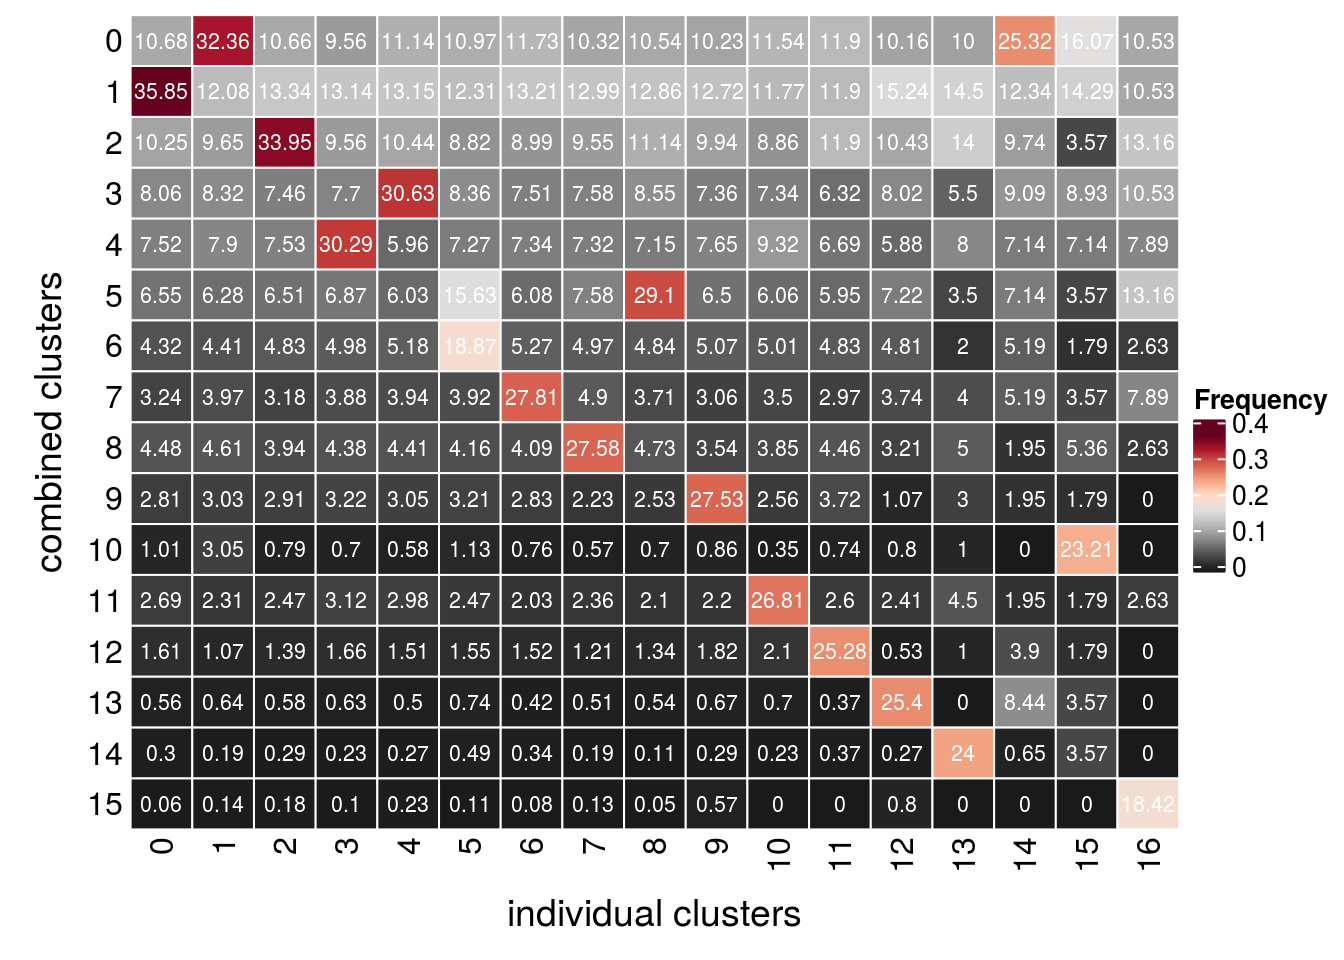 0 10.68 32.36 10.66 9.56 11.14 10.97 11.73 10.32 10.54 10.23 11.54 11.9 10.16 10 25.32 16.07 10.53
1 35.85 12.08 13.34 13.14 13.15 12.31 13.21 12.99 12.86 12.72 11.77 11.9 15.24 14.5 12.34 14.29 10.53
2 10.25 9.65 33.95 9.56 10.44 8.82 8.99 9.55 11.14 9.94 8.86 11.9 10.43 14 9.74 3.57 13.16
3 8.06 8.32 7.46 7.7 30.63 8.36 7.51 7.58 8.55 7.36 7.34 6.32 8.02 5.5 9.09 8.93 10.53
4 7.52 7.9 7.53 30.29 5.96 7.27 7.34 7.32 7.15 7.65 9.32 6.69 5.88 8 7.14 7.14 7.89
5 6.55 6.28 6.51 6.87 6.03 15.63 6.08 7.58 29.1 6.5 6.06 5.95 7.22 3.5 7.14 3.57 13.16
6 4.32 4.41 4.83 4.98 5.18 18.87 5.27 4.97 4.84 5.07 5.01 4.83 4.81 2 5.19 1.79 2.63
7 3.24 3.97 3.18 3.88 3.94 3.92 27.81 4.9 3.71 3.06 3.5 2.97 3.74 4 5.19 3.57 7.89
8 4.48 4.61 3.94 4.38 4.41 4.16 4.09 27.58 4.73 3.54 3.85 4.46 3.21 5 1.95 5.36 2.63
9 2.81 3.03 2.91 3.22 3.05 3.21 2.83 2.23 2.53 27.53 2.56 3.72 1.07 3 1.95 1.79 0
10 1.01 3.05 0.79 0.7 0.58 1.13 0.76 0.57 0.7 0.86 0.35 0.74 0.8 1 0 23.21 0
11 2.69 2.31 2.47 3.12 2.98 2.47 2.03 2.36 2.1 2.2 26.81 2.6 2.41 4.5 1.95 1.79 2.63
12 1.61 1.07 1.39 1.66 1.51 1.55 1.52 1.21 1.34 1.82 2.1 25.28 0.53 1 3.9 1.79 0
13 0.56 0.64 0.58 0.63 0.5 0.74 0.42 0.51 0.54 0.67 0.7 0.37 25.4 0 8.44 3.57 0
14 0.3 0.19 0.29 0.23 0.27 0.49 0.34 0.19 0.11 0.29 0.23 0.37 0.27 24 0.65 3.57 0
15 0.06 0.14 0.18 0.1 0.23 0.11 0.08 0.13 0.05 0.57 0 0 0.8 0 0 0 18.42
0 1 2 3 4 5 6 7 8 9 10 11 12 13 14 15 16
individual clusters
combined clusters
Frequency
0.4
0.3
0.2
0.1
0